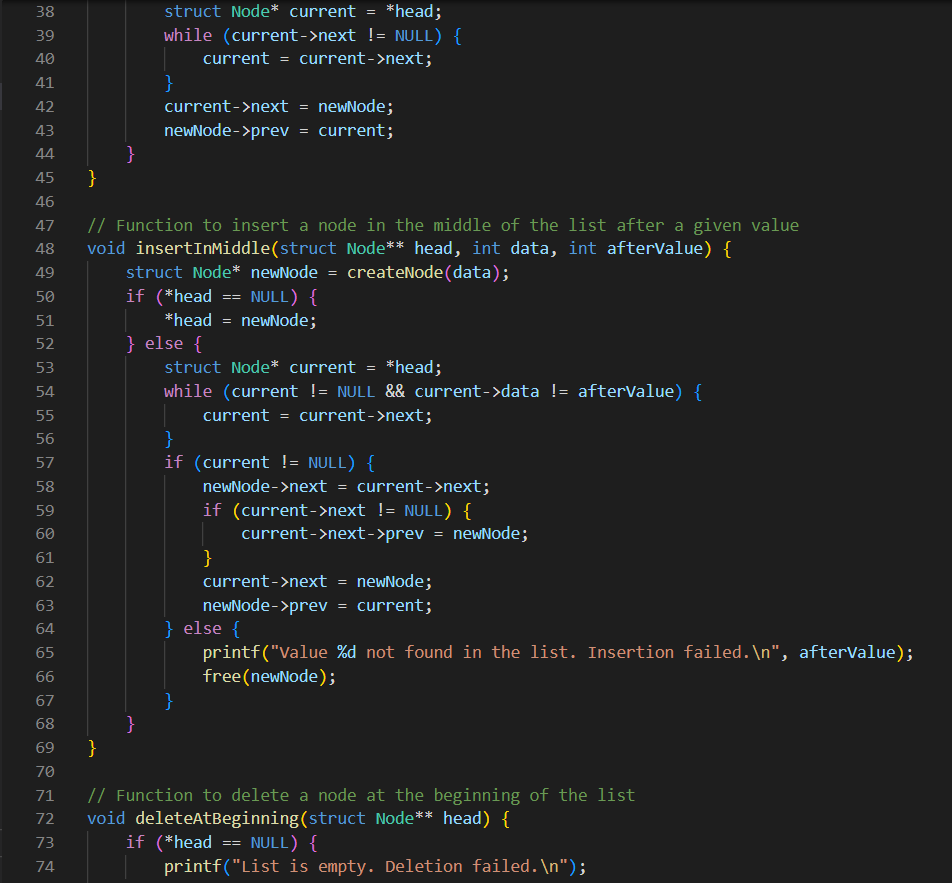 38 struct Node* current = *head;
39 while (current->next != NULL) {
40 current = current->next;
41 }
42 current->next = newNode;
43 newNode->prev = current;
44 }
45 }
46
47 // Function to insert a node in the middle of the list after a given value
48 void insertInMiddle(struct Node** head, int data, int afterValue) {
49 struct Node* newNode = createNode(data);
50 if (*head == NULL) {
51 *head = newNode;
52 } else {
53 struct Node* current = *head;
54 while (current != NULL && current->data != afterValue) {
55 current = current->next;
56 }
57 if (current != NULL) {
58 newNode->next = current->next;
59 if (current->next != NULL) {
60 current->next->prev = newNode;
61 }
62 current->next = newNode;
63 newNode->prev = current;
64 } else {
65 printf("Value %d not found in the list. Insertion failed.\n", afterValue);
66 free(newNode);
67 }
68 }
69 }
70
71 // Function to delete a node at the beginning of the list
72 void deleteAtBeginning(struct Node** head) {
73 if (*head == NULL) {
74 printf("List is empty. Deletion failed.\n");